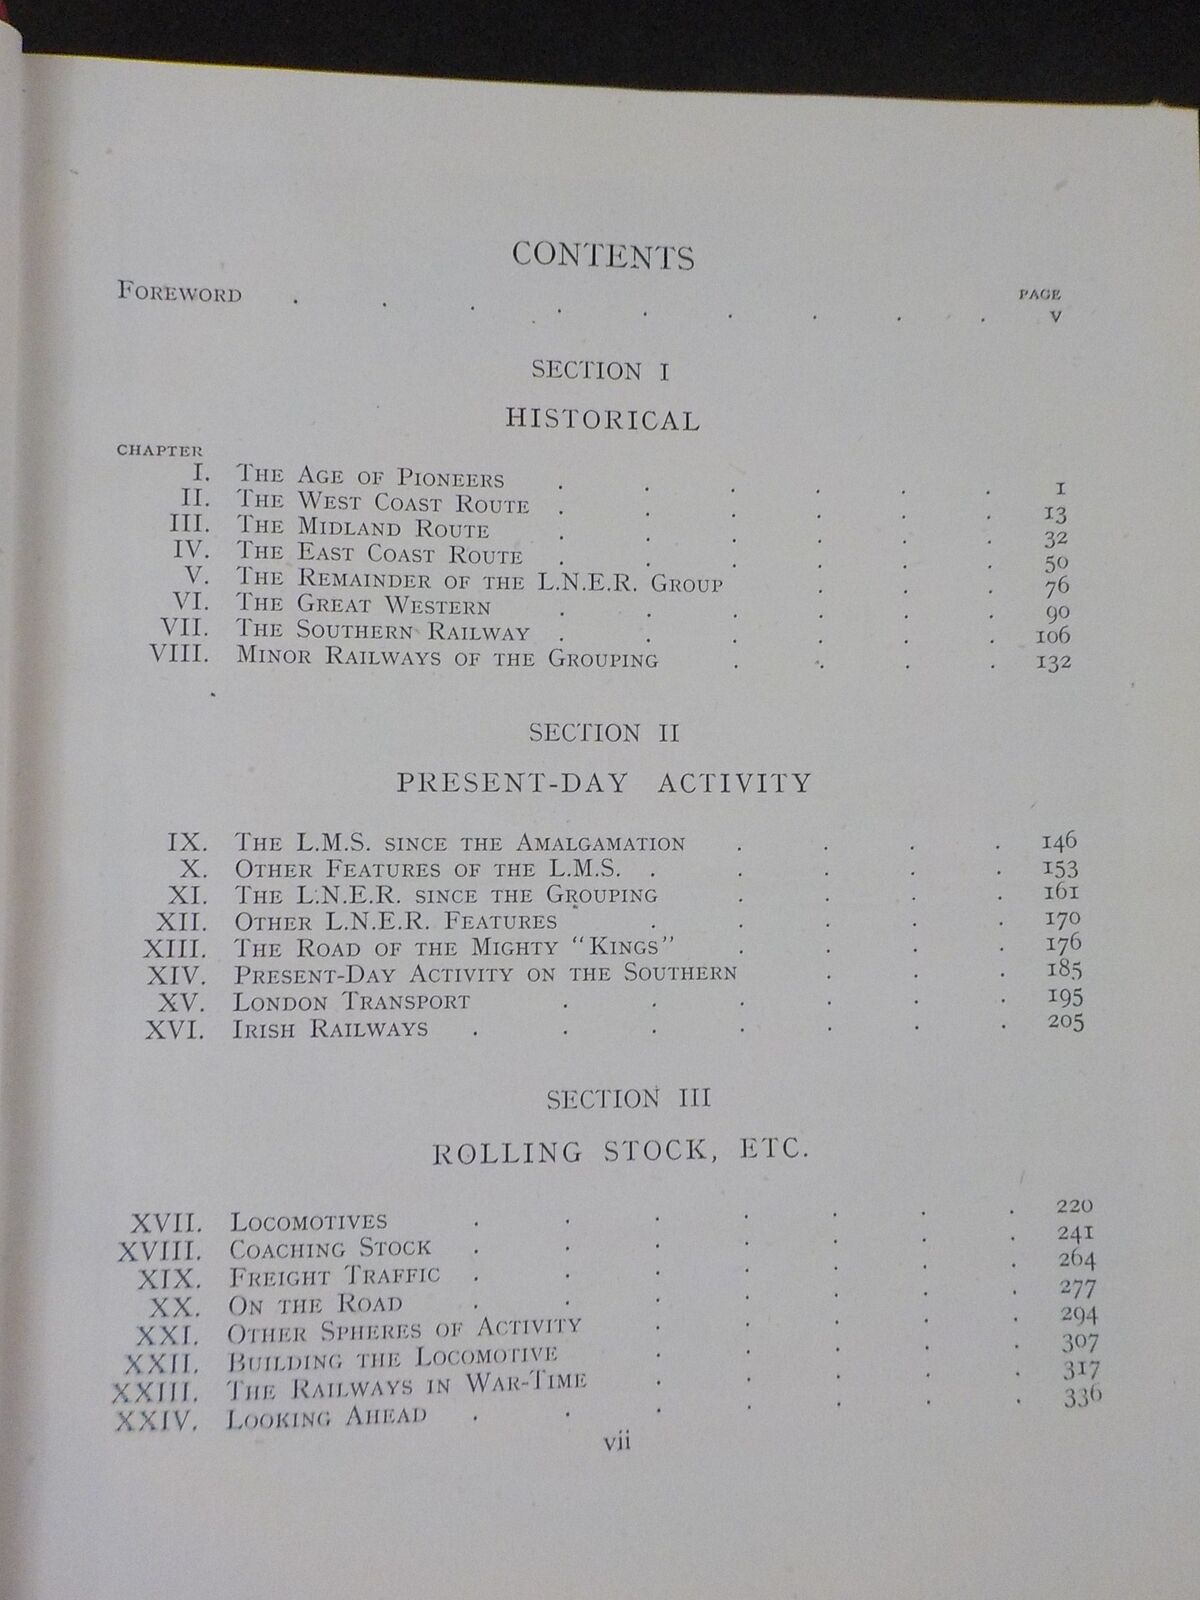 CONTENTS
PAGE
FOREWORD . . . . . . . . . v
SECTION I
HISTORICAL
CHAPTER
I. THE AGE OF PIONEERS . . . . . . 1
II. THE WEST COAST ROUTE . . . . . . 13
III. THE MIDLAND ROUTE . . . . . . 32
IV. THE EAST COAST ROUTE . . . . . . 50
V. THE REMAINDER OF THE L.N.E.R. GROUP . . . 76
VI. THE GREAT WESTERN . . . . . . 90
VII. THE SOUTHERN RAILWAY . . . . . . 106
VIII. MINOR RAILWAYS OF THE GROUPING . . . . 132
SECTION II
PRESENT-DAY ACTIVITY
IX. THE L.M.S. SINCE THE AMALGAMATION . . . . 146
X. OTHER FEATURES OF THE L.M.S. . . . . . 153
XI. THE L.N.E.R. SINCE THE GROUPING . . . . 161
XII. OTHER L.N.E.R. FEATURES . . . . . 170
XIII. THE ROAD OF THE MIGHTY "KINGS" . . . . 176
XIV. PRESENT-DAY ACTIVITY ON THE SOUTHERN . . . 185
XV. LONDON TRANSPORT . . . . . . 195
XVI. IRISH RAILWAYS . . . . . . . 205
SECTION III
ROLLING STOCK, ETC.
XVII. LOCOMOTIVES . . . . . . . 220
XVIII. COACHING STOCK . . . . . . . 241
XIX. FREIGHT TRAFFIC . . . . . . . 264
XX. ON THE ROAD . . . . . . . 277
XXI. OTHER SPHERES OF ACTIVITY . . . . . 294
XXII. BUILDING THE LOCOMOTIVE . . . . . 307
XXIII. THE RAILWAYS IN WAR-TIME . . . . . 317
XXIV. LOOKING AHEAD . . . . . . . 336
vii